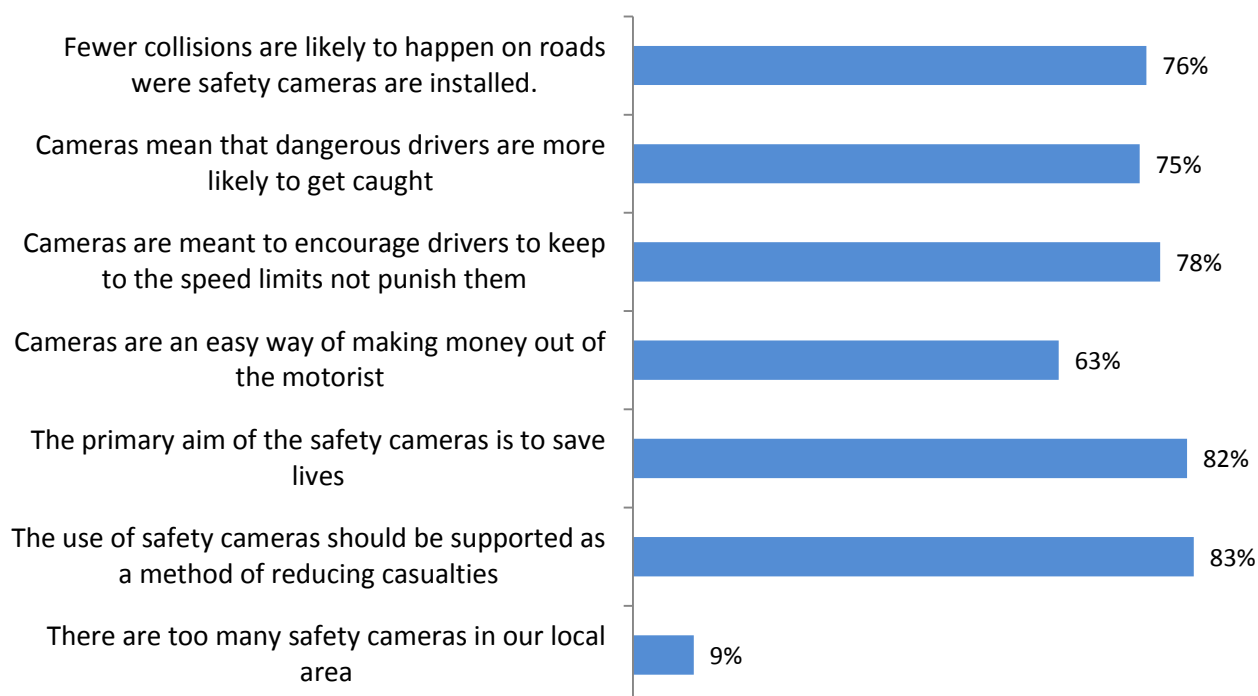 Fewer collisions are likely to happen on roads
were safety cameras are installed.
76%
Cameras mean that dangerous drivers are more
likely to get caught
75%
Cameras are meant to encourage drivers to keep
to the speed limits not punish them
78%
Cameras are an easy way of making money out of
the motorist
63%
The primary aim of the safety cameras is to save
lives
82%
The use of safety cameras should be supported as
a method of reducing casualties
83%
There are too many safety cameras in our local
area
9%